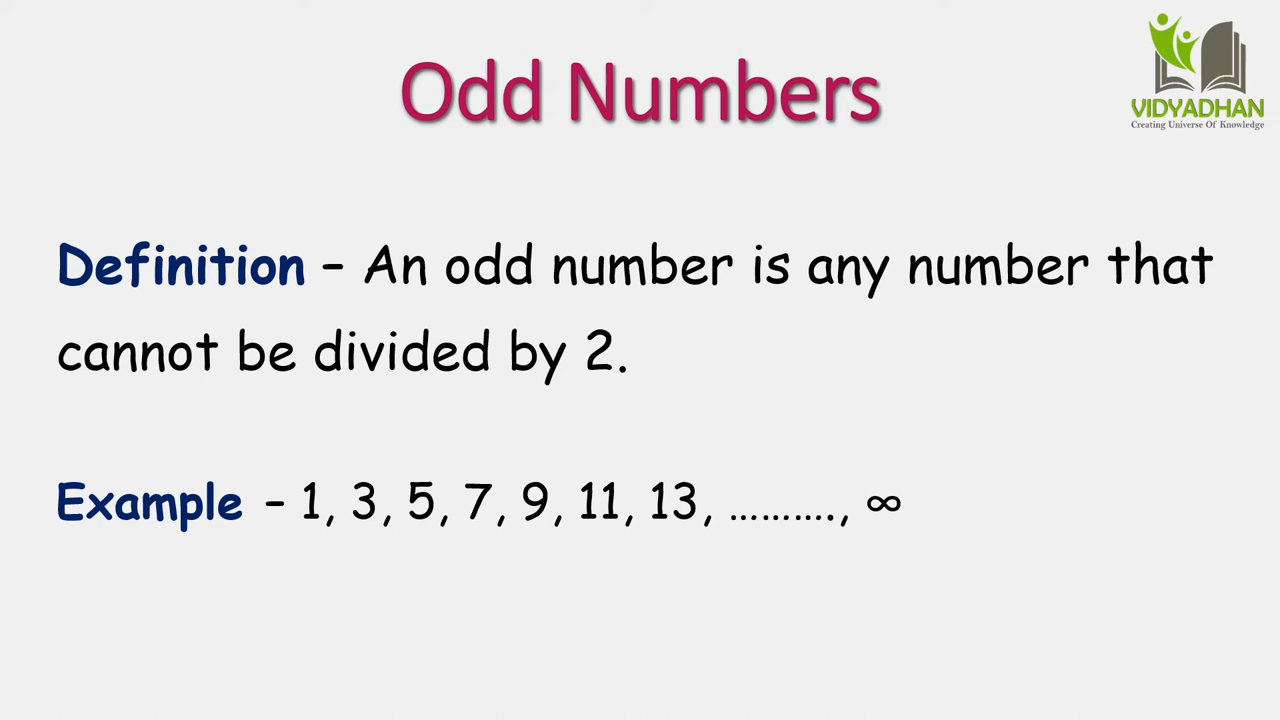 Odd Numbers
VIDYADHAN
Creating Universe Of Knowledge
Definition – An odd number is any number that
cannot be divided by 2.
Example – 1, 3, 5, 7, 9, 11, 13, ………., ∞